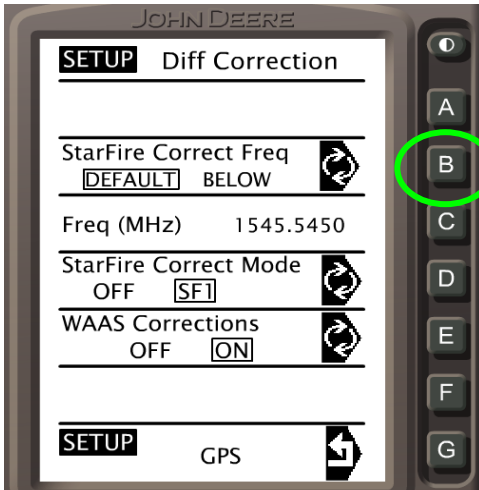 JOHN DEERE
SETUP Diff Correction
A
StarFire Correct Freq
DEFAULT BELOW
B
Freq (MHz) 1545.5450
C
StarFire Correct Mode
OFF SF1
D
WAAS Corrections
OFF ON
E
F
SETUP GPS
G